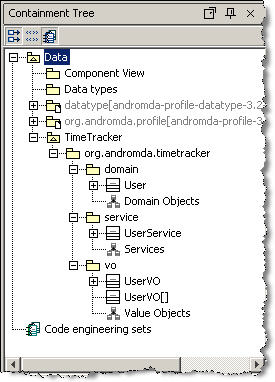 Containment Tree
Data
Component View
Data types
datatype[andromda-profile-datatype-3.2
org.andromda.profile[andromda-profile-3
TimeTracker
org.andromda.timetracker
domain
User
Domain Objects
service
UserService
Services
vo
UserVO
UserVO[]
Value Objects
Code engineering sets